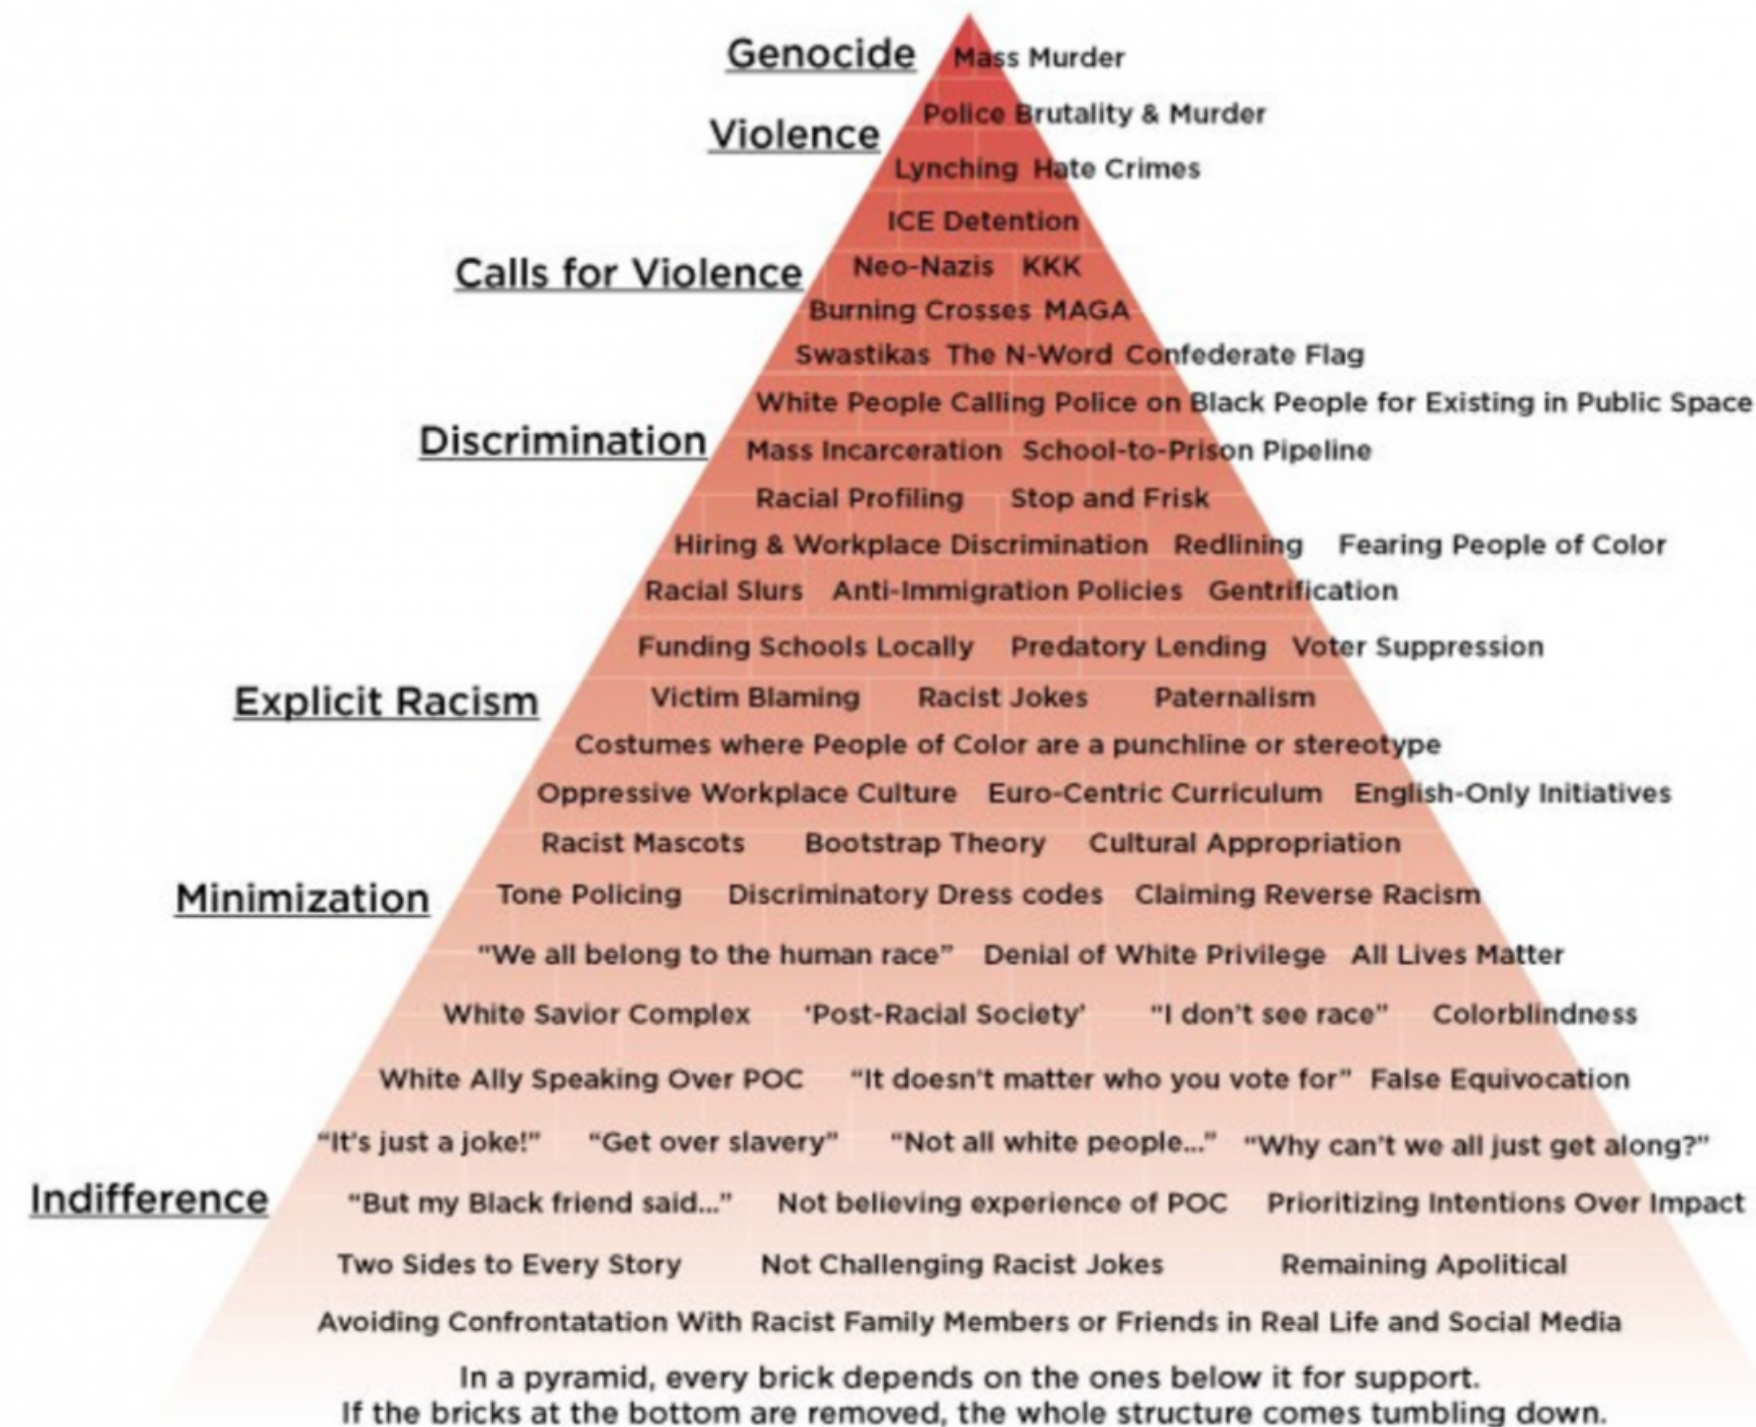 Genocide Mass Murder
Police Brutality & Murder
Violence
Lynching Hate Crimes
ICE Detention
Calls for Violence Neo-Nazis KKK
Burning Crosses MAGA
Swastikas The N-Word Confederate Flag
White People Calling Police on Black People for Existing in Public Space
Discrimination Mass Incarceration School-to-Prison Pipeline
Racial Profiling Stop and Frisk
Hiring & Workplace Discrimination Redlining Fearing People of Color
Racial Slurs Anti-Immigration Policies Gentrification
Funding Schools Locally Predatory Lending Voter Suppression
Explicit Racism Victim Blaming Racist Jokes Paternalism
Costumes where People of Color are a punchline or stereotype
Oppressive Workplace Culture Euro-Centric Curriculum English-Only Initiatives
Racist Mascots Bootstrap Theory Cultural Appropriation
Minimization Tone Policing Discriminatory Dress codes Claiming Reverse Racism
“We all belong to the human race” Denial of White Privilege All Lives Matter
White Savior Complex ‘Post-Racial Society’ “I don’t see race” Colorblindness
White Ally Speaking Over POC “It doesn’t matter who you vote for” False Equivocation
“It’s just a joke!” “Get over slavery” “Not all white people...” “Why can’t we all just get along?”
Indifference “But my Black friend said...” Not believing experience of POC Prioritizing Intentions Over Impact
Two Sides to Every Story Not Challenging Racist Jokes Remaining Apolitical
Avoiding Confrontatation With Racist Family Members or Friends in Real Life and Social Media
In a pyramid, every brick depends on the ones below it for support.
If the bricks at the bottom are removed, the whole structure comes tumbling down.